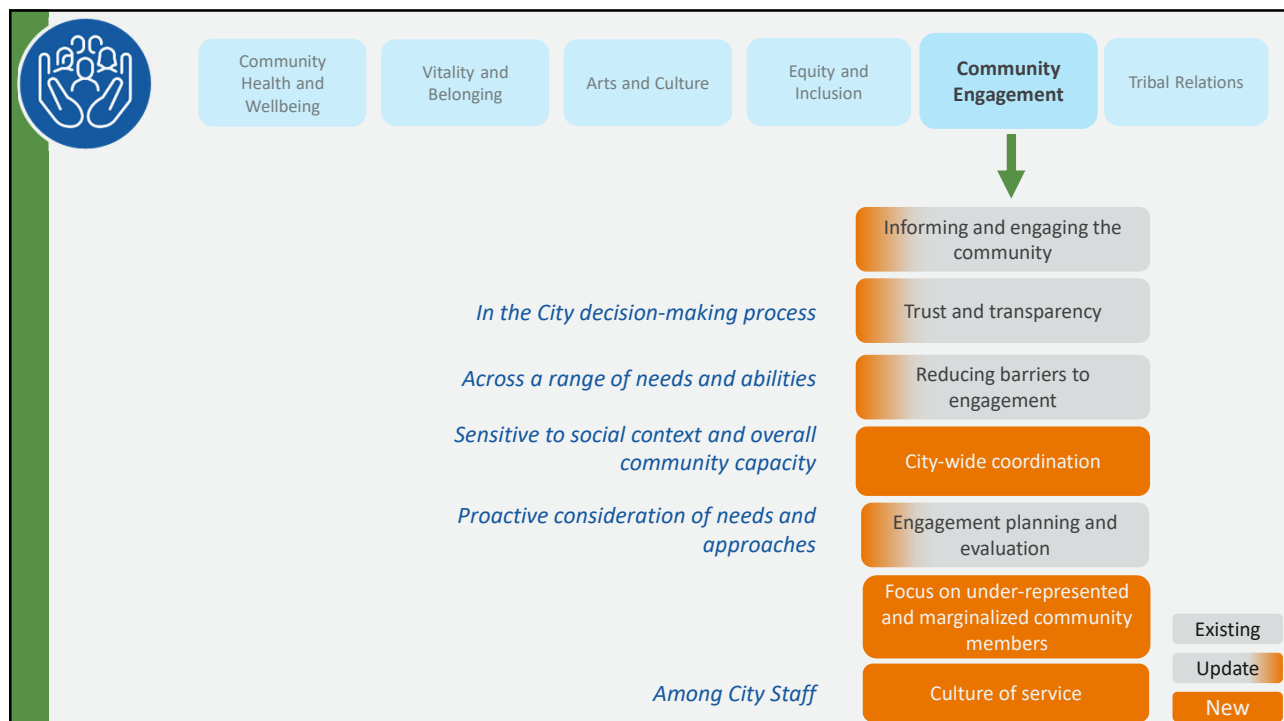 Community
Health and
Wellbeing
Vitality and
Belonging
Arts and Culture
Equity and
Inclusion
Community
Engagement
Tribal Relations
Informing and engaging the
community
In the City decision-making process
Trust and transparency
Across a range of needs and abilities
Reducing barriers to
engagement
Sensitive to social context and overall
community capacity
City-wide coordination
Proactive consideration of needs and
approaches
Engagement planning and
evaluation
Focus on under-represented
and marginalized community
members
Among City Staff
Culture of service
Existing
Update
New